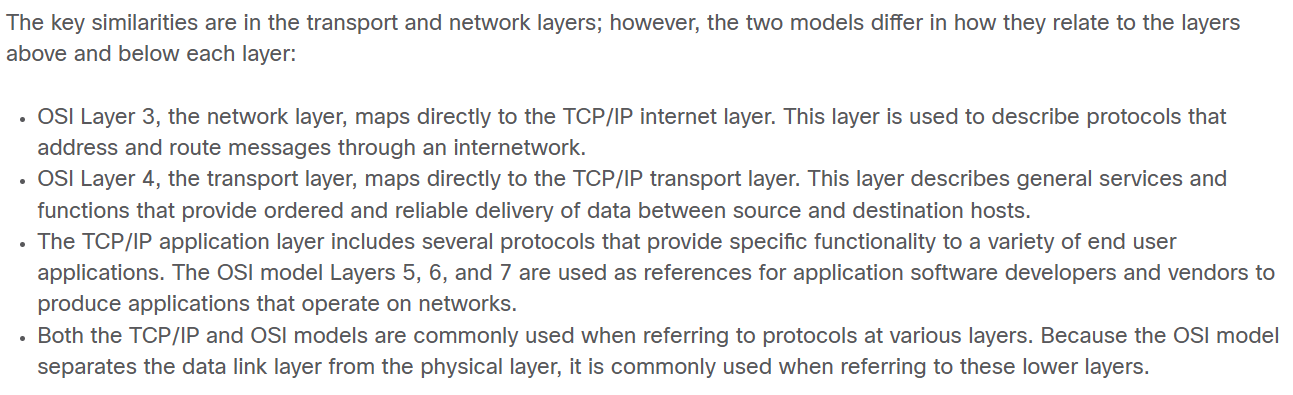 The key similarities are in the transport and network layers; however, the two models differ in how they relate to the layers
above and below each layer:
• OSI Layer 3, the network layer, maps directly to the TCP/IP internet layer. This layer is used to describe protocols that
address and route messages through an internetwork.
• OSI Layer 4, the transport layer, maps directly to the TCP/IP transport layer. This layer describes general services and
functions that provide ordered and reliable delivery of data between source and destination hosts.
• The TCP/IP application layer includes several protocols that provide specific functionality to a variety of end user
applications. The OSI model Layers 5, 6, and 7 are used as references for application software developers and vendors to
produce applications that operate on networks.
• Both the TCP/IP and OSI models are commonly used when referring to protocols at various layers. Because the OSI model
separates the data link layer from the physical layer, it is commonly used when referring to these lower layers.